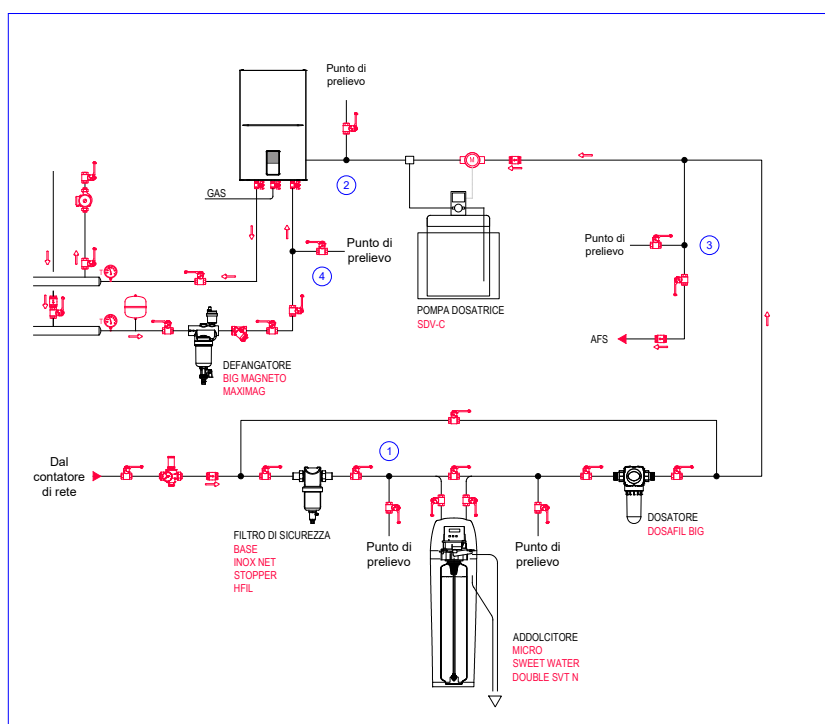 Punto di
prelievo
GAS
2
M
Punto di
prelievo
4
Punto di
prelievo
3
POMPA DOSATRICE
SDV-C
AFS
T
T
DEFANGATORE
BIG MAGNETO
MAXIMAG
Dal
contatore
di rete
1
FILTRO DI SICUREZZA
BASE
INOX NET
STOPPER
HFIL
Punto di
prelievo
Punto di
prelievo
DOSATORE
DOSAFIL BIG
ADDOLCITORE
MICRO
SWEET WATER
DOUBLE SVT N